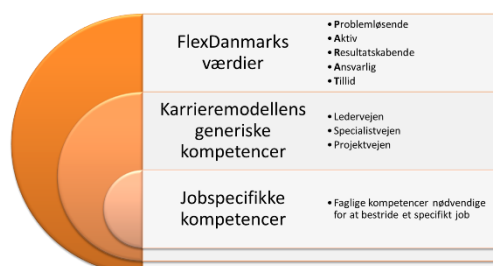 FlexDanmarks
værdier
• Problemløsende
• Aktiv
• Resultatskabende
• Ansvarlig
• Tillid
Karrieremodellens
generiske
kompetencer
• Ledervejen
• Specialistvejen
• Projektvejen
Jobspecifikke
kompetencer
• Faglige kompetencer nødvendige
for at bestride et specifikt job